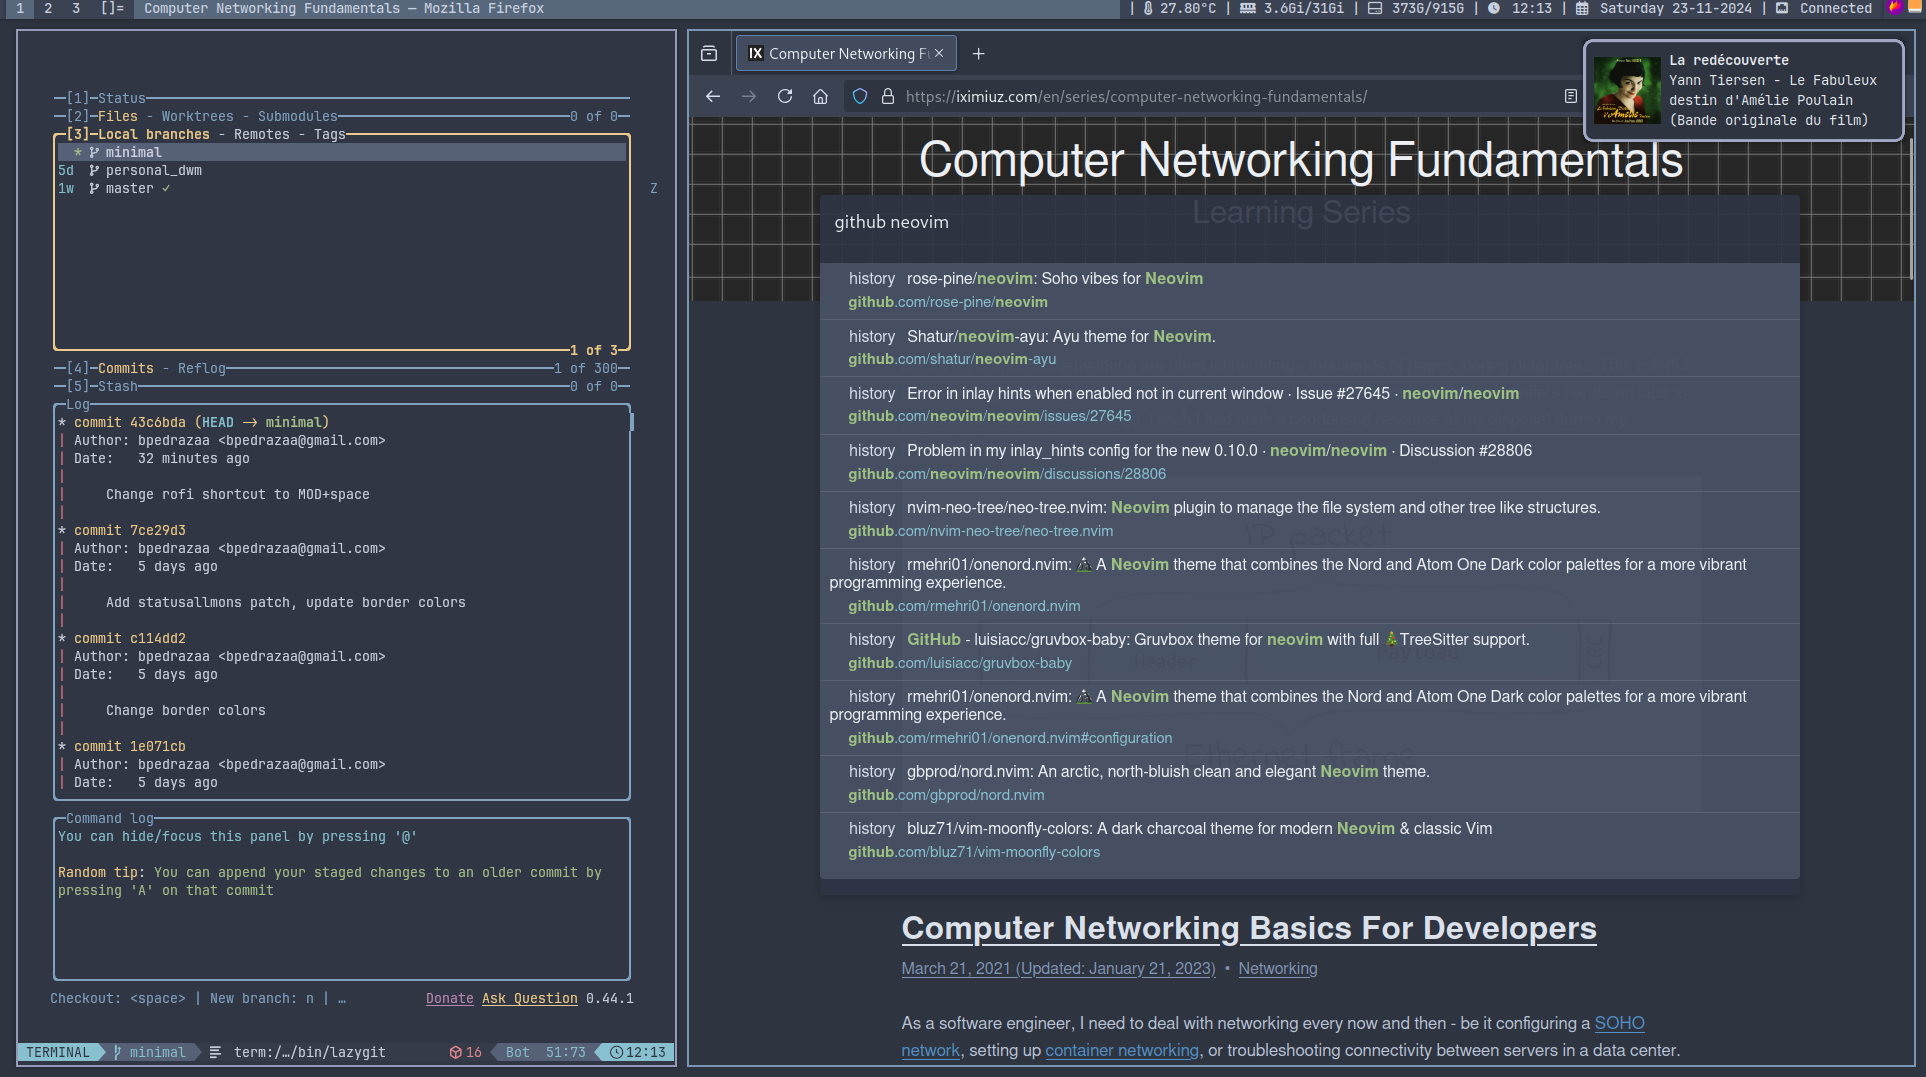 1 2 3 []= Computer Networking Fundamentals — Mozilla Firefox
| 27.80°C | 3.6Gi/31Gi | 373G/915G | 12:13 | Saturday 23-11-2024 | Connected
[1]─Status
[2]─Files - Worktrees - Submodules 0 of 0
[3]─Local branches - Remotes - Tags
* minimal
5d personal_dwm
1w master ✓
1 of 3
Z
[4]─Commits - Reflog 1 of 300
[5]─Stash 0 of 0
Log
* commit 43c6bda (HEAD → minimal)
| Author: bpedrazaa <bpedrazaa@gmail.com>
| Date: 32 minutes ago
|
| Change rofi shortcut to MOD+space
|
* commit 7ce29d3
| Author: bpedrazaa <bpedrazaa@gmail.com>
| Date: 5 days ago
|
| Add statusallmons patch, update border colors
|
* commit c114dd2
| Author: bpedrazaa <bpedrazaa@gmail.com>
| Date: 5 days ago
|
| Change border colors
|
* commit 1e071cb
| Author: bpedrazaa <bpedrazaa@gmail.com>
| Date: 5 days ago
Command log
You can hide/focus this panel by pressing '@'
Random tip: You can append your staged changes to an older commit by
pressing 'A' on that commit
Checkout: <space> | New branch: n | … Donate Ask Question 0.44.1
TERMINAL minimal term:/…/bin/lazygit 16 Bot 51:73 12:13
IX Computer Networking F
https://iximiuz.com/en/series/computer-networking-fundamentals/
La redécouverte
Yann Tiersen - Le Fabuleux
destin d'Amélie Poulain
(Bande originale du film)
Computer Networking Fundamentals
Learning Series
github neovim
history rose-pine/neovim: Soho vibes for Neovim
github.com/rose-pine/neovim
history Shatur/neovim-ayu: Ayu theme for Neovim.
github.com/shatur/neovim-ayu
history Error in inlay hints when enabled not in current window · Issue #27645 · neovim/neovim
github.com/neovim/neovim/issues/27645
history Problem in my inlay_hints config for the new 0.10.0 · neovim/neovim · Discussion #28806
github.com/neovim/neovim/discussions/28806
history nvim-neo-tree/neo-tree.nvim: Neovim plugin to manage the file system and other tree like structures.
github.com/nvim-neo-tree/neo-tree.nvim
IP packet
history rmehri01/onenord.nvim: 🏔 A Neovim theme that combines the Nord and Atom One Dark color palettes for a more vibrant
programming experience.
github.com/rmehri01/onenord.nvim
history GitHub - luisiacc/gruvbox-baby: Gruvbox theme for neovim with full 🎄TreeSitter support.
github.com/luisiacc/gruvbox-baby
Header Payload CRC
history rmehri01/onenord.nvim: 🏔 A Neovim theme that combines the Nord and Atom One Dark color palettes for a more vibrant
programming experience.
github.com/rmehri01/onenord.nvim#configuration
Ethernet frame
history gbprod/nord.nvim: An arctic, north-bluish clean and elegant Neovim theme.
github.com/gbprod/nord.nvim
history bluz71/vim-moonfly-colors: A dark charcoal theme for modern Neovim & classic Vim
github.com/bluz71/vim-moonfly-colors
Computer Networking Basics For Developers
March 21, 2021 (Updated: January 21, 2023) • Networking
As a software engineer, I need to deal with networking every now and then - be it configuring a SOHO
network, setting up container networking, or troubleshooting connectivity between servers in a data center.